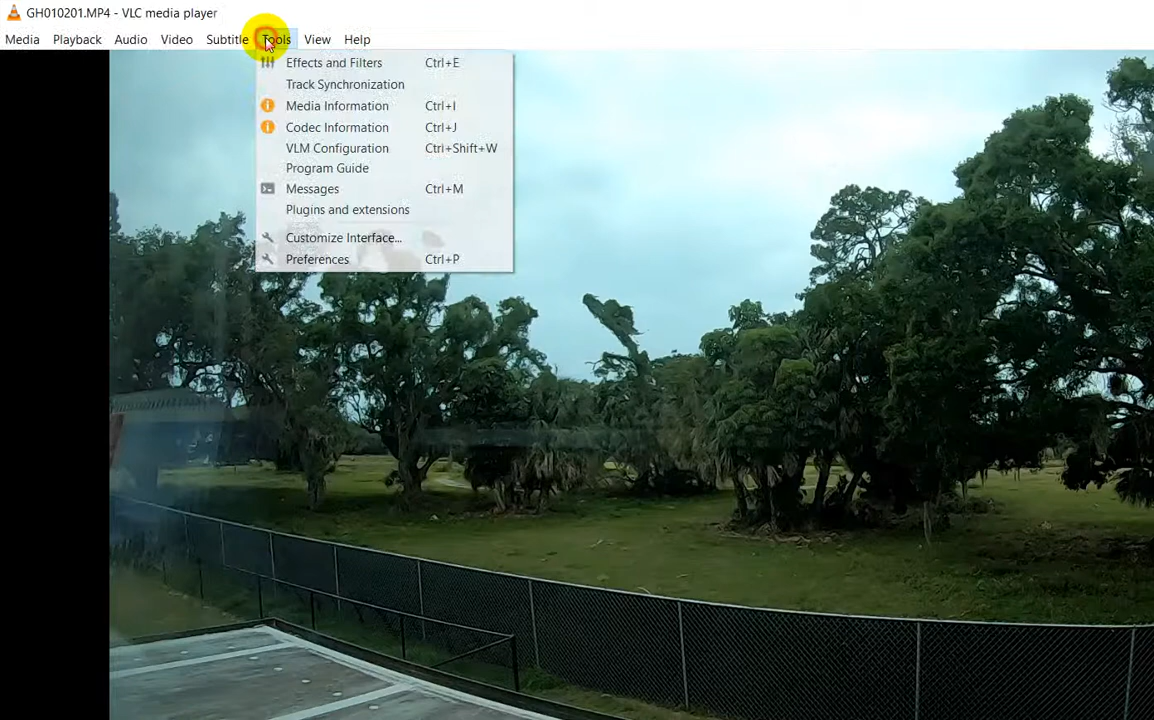 GH010201.MP4 - VLC media player
Media Playback Audio Video Subtitle Tools View Help
Effects and Filters Ctrl+E
Track Synchronization
Media Information Ctrl+I
Codec Information Ctrl+J
VLM Configuration Ctrl+Shift+W
Program Guide
Messages Ctrl+M
Plugins and extensions
Customize Interface...
Preferences Ctrl+P